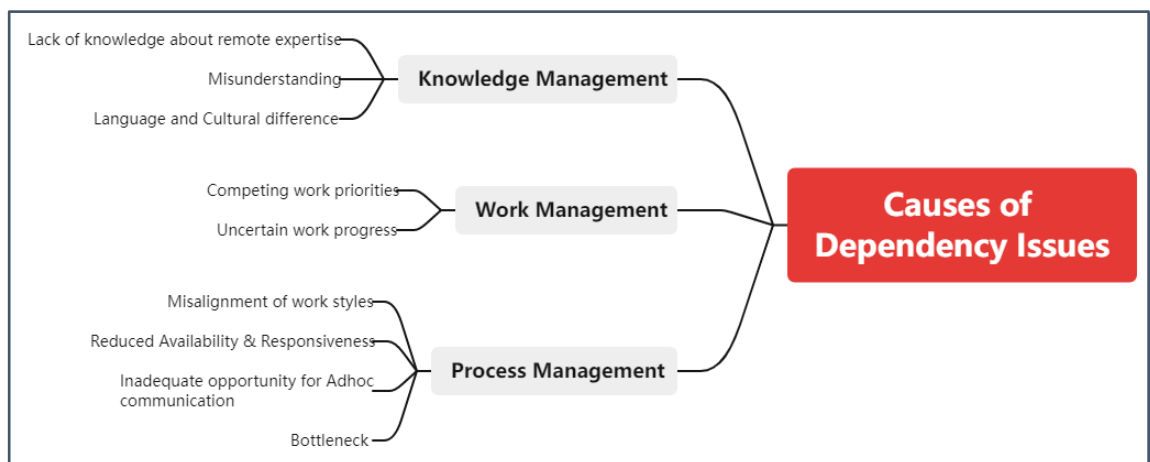 Lack of knowledge about remote expertise
Misunderstanding
Language and Cultural difference
Knowledge Management
Competing work priorities
Uncertain work progress
Work Management
Misalignment of work styles
Reduced Availability & Responsiveness
Inadequate opportunity for Adhoc
communication
Bottleneck
Process Management
Causes of
Dependency Issues